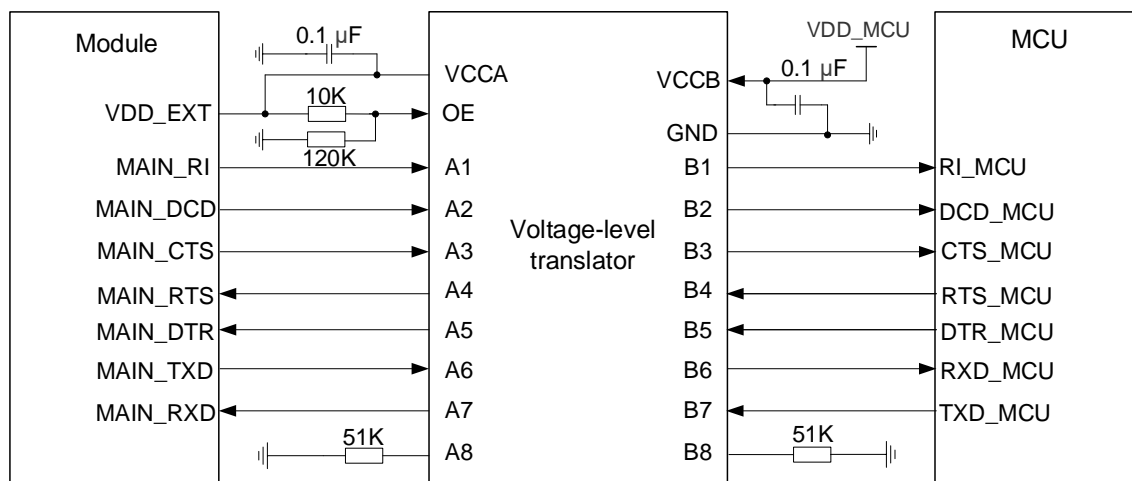 Module
0.1 µF
VDD_MCU
MCU
VCCA
VCCB
0.1 µF
VDD_EXT
10K
OE
GND
120K
MAIN_RI
A1
B1
RI_MCU
MAIN_DCD
A2
B2
DCD_MCU
Voltage-level
translator
MAIN_CTS
A3
B3
CTS_MCU
MAIN_RTS
A4
B4
RTS_MCU
MAIN_DTR
A5
B5
DTR_MCU
MAIN_TXD
A6
B6
RXD_MCU
MAIN_RXD
A7
B7
TXD_MCU
51K
A8
B8
51K